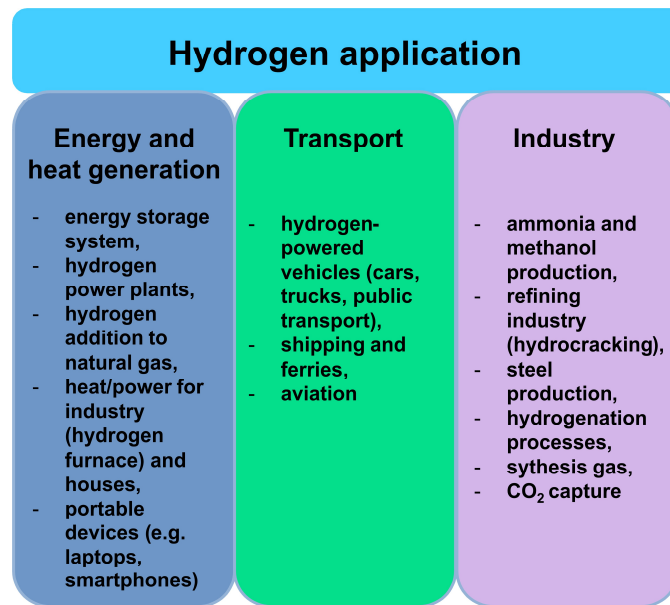 Hydrogen application
Energy and
heat generation
- energy storage
system,
- hydrogen
power plants,
- hydrogen
addition to
natural gas,
- heat/power for
industry
(hydrogen
furnace) and
houses,
- portable
devices (e.g.
laptops,
smartphones)
Transport
- hydrogen-
powered
vehicles (cars,
trucks, public
transport),
- shipping and
ferries,
- aviation
Industry
- ammonia and
methanol
production,
- refining
industry
(hydrocracking),
- steel
production,
- hydrogenation
processes,
- sythesis gas,
- CO₂ capture